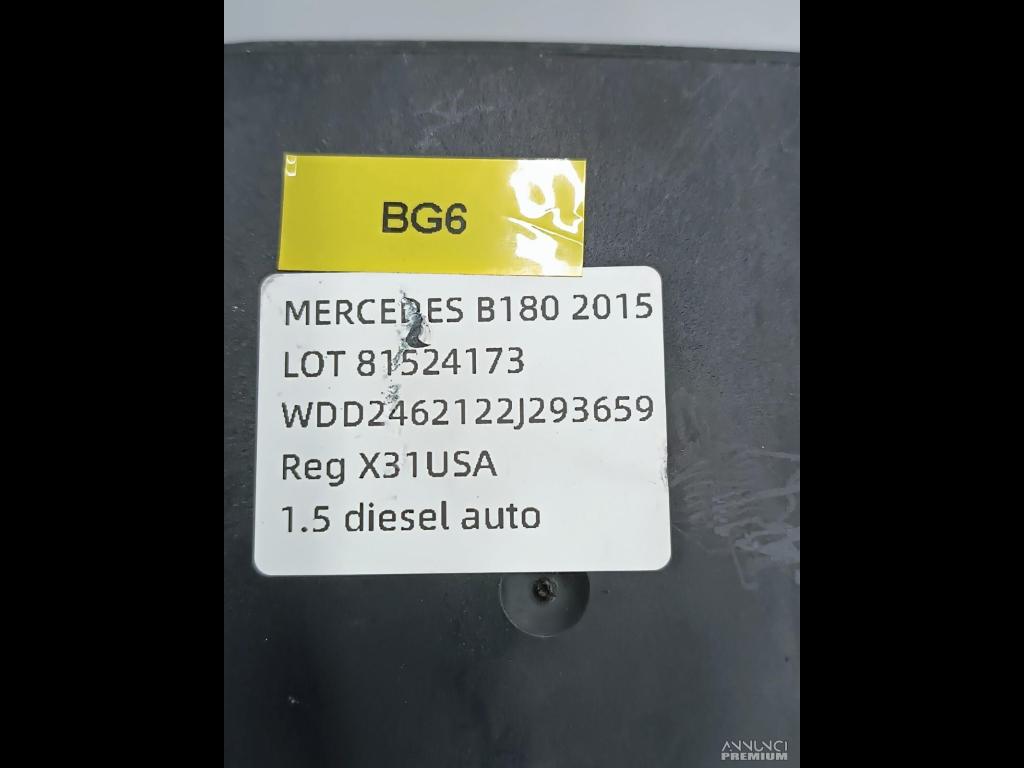 BG6
MERCEDES B180 2015
LOT 81524173
WDD2462122J293659
Reg X31USA
1.5 diesel auto
ANNUNCI
PREMIUM